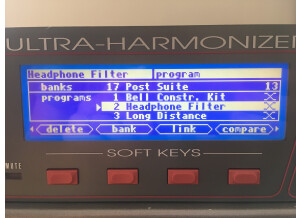 ULTRA-HARMONIZE
Headphone Filter program
banks 17 Post Suite 13
programs 1 Bell Constr. Kit
2 Headphone Filter
3 Long Distance
delete bank link compare
SOFT KEYS